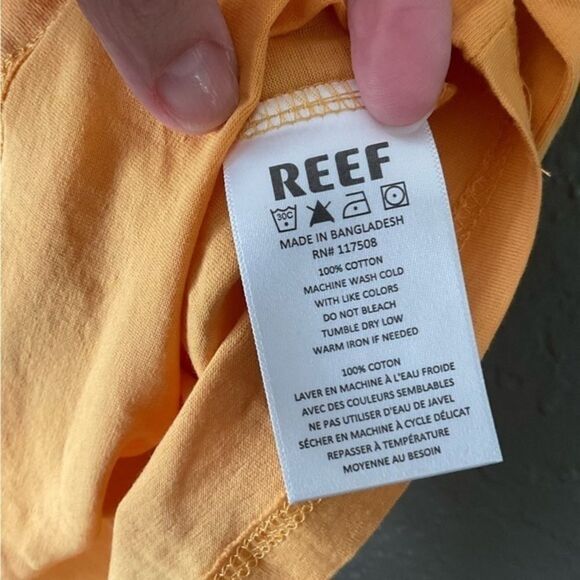 REEF
30C
MADE IN BANGLADESH
RN# 117508
100% COTTON
MACHINE WASH COLD
WITH LIKE COLORS
DO NOT BLEACH
TUMBLE DRY LOW
WARM IRON IF NEEDED
100% COTON
LAVER EN MACHINE À L'EAU FROIDE
AVEC DES COULEURS SEMBLABLES
NE PAS UTILISER D'EAU DE JAVEL
SÉCHER EN MACHINE À CYCLE DÉLICAT
REPASSER À TEMPÉRATURE
MOYENNE AU BESOIN